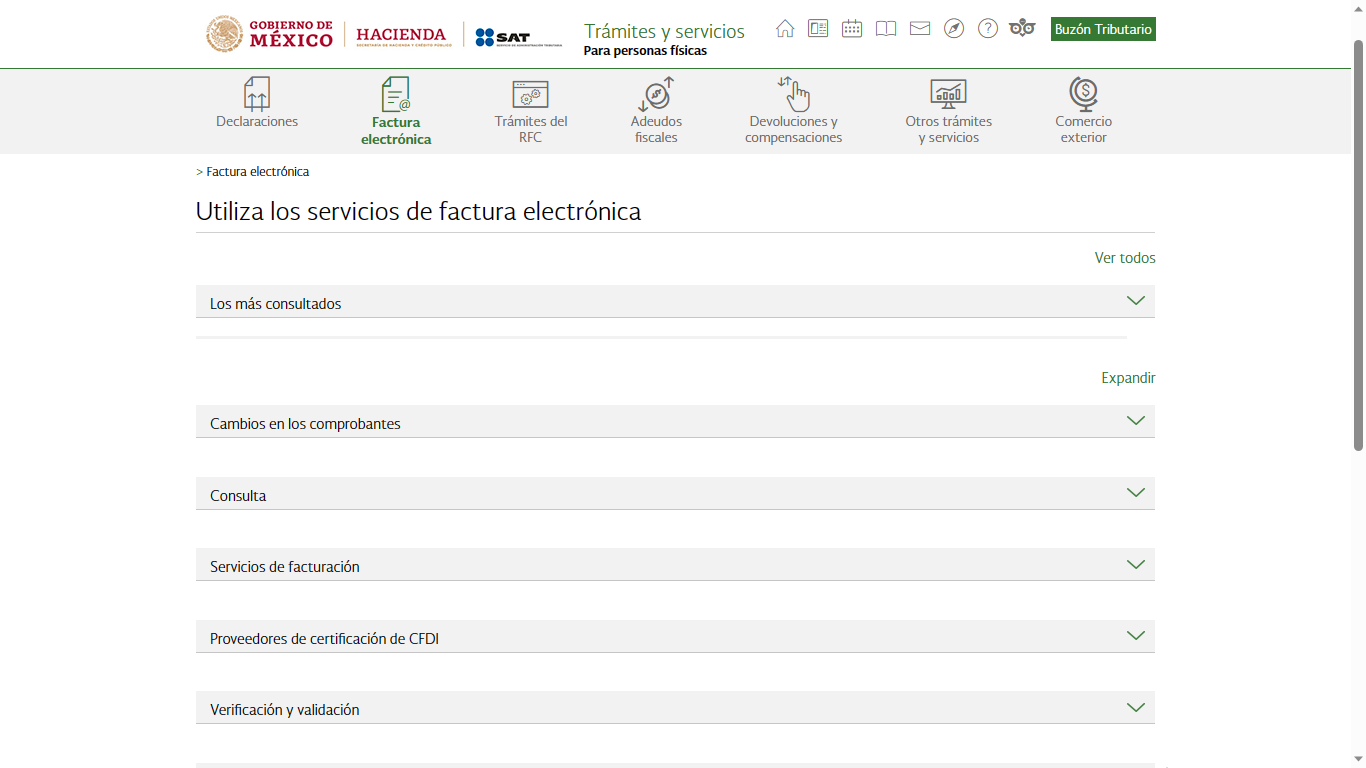 GOBIERNO DE
MÉXICO
HACIENDA
SECRETARÍA DE HACIENDA Y CRÉDITO PÚBLICO
SAT
SERVICIO DE ADMINISTRACIÓN TRIBUTARIA
Trámites y servicios
Para personas físicas
Buzón Tributario
Declaraciones
Factura
electrónica
Trámites del
RFC
Adeudos
fiscales
Devoluciones y
compensaciones
Otros trámites
y servicios
Comercio
exterior
> Factura electrónica
Utiliza los servicios de factura electrónica
Ver todos
Los más consultados
Expandir
Cambios en los comprobantes
Consulta
Servicios de facturación
Proveedores de certificación de CFDI
Verificación y validación